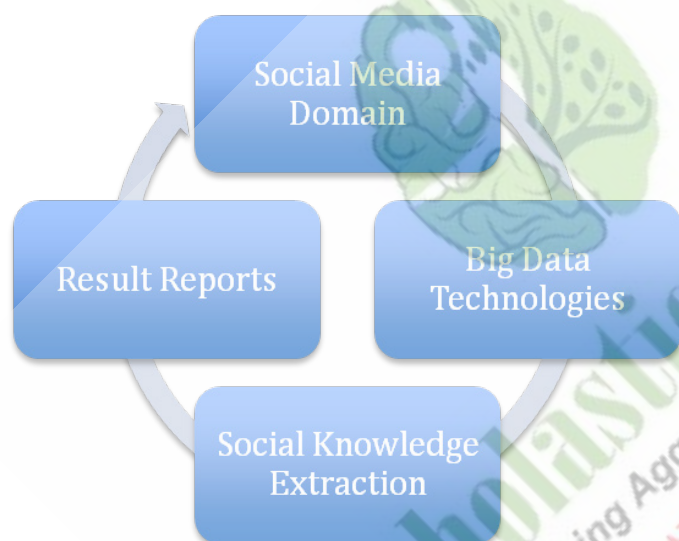 Social Media
Domain
Big Data
Technologies
Result Reports
Social Knowledge
Extraction